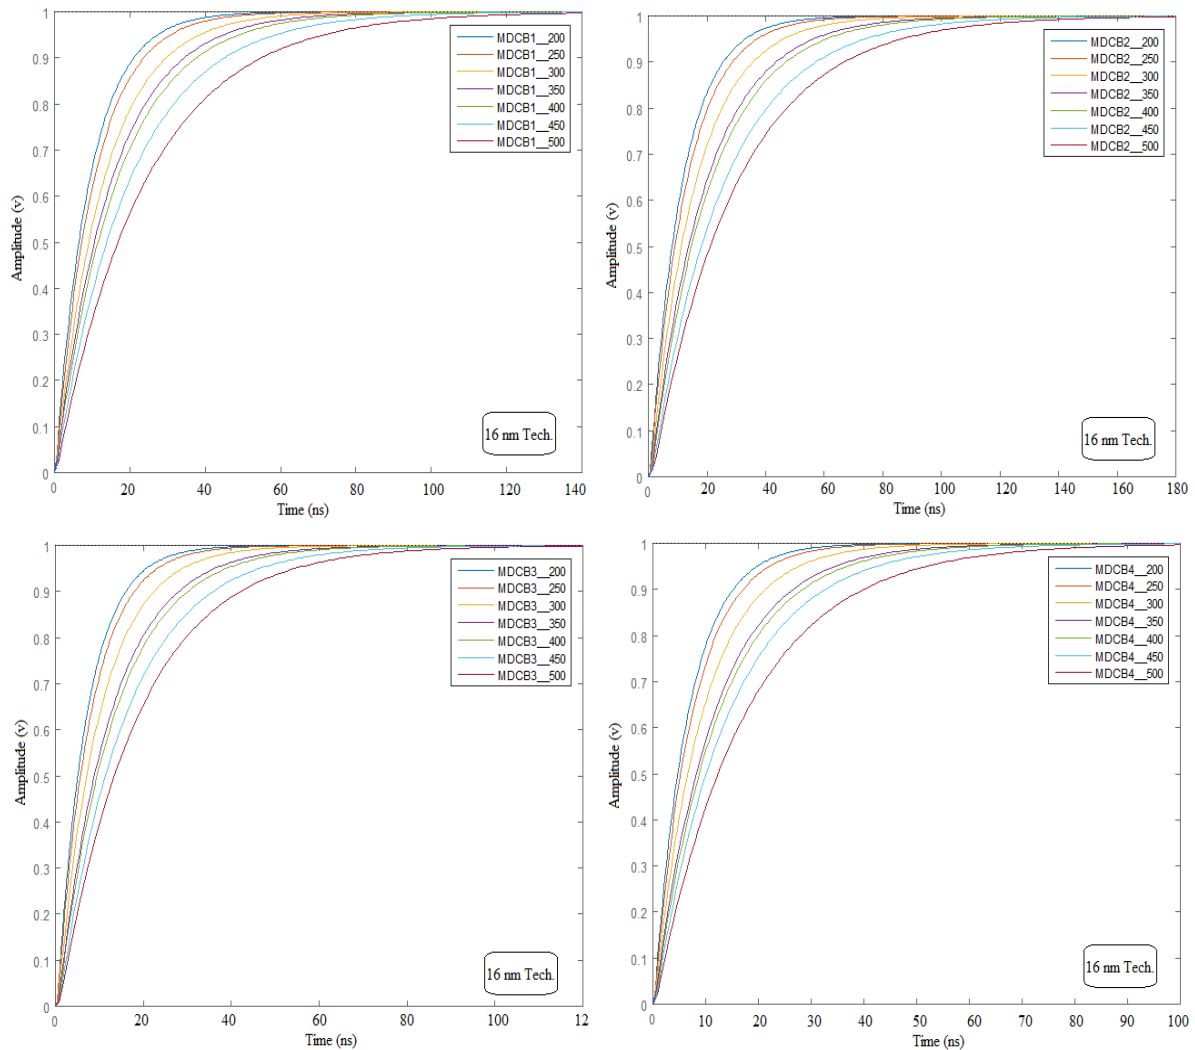 1
0.9
0.8
0.7
0.6
0.5
0.4
0.3
0.2
0.1
0
Amplitude (v)
MDCB1__200
MDCB1__250
MDCB1__300
MDCB1__350
MDCB1__400
MDCB1__450
MDCB1__500
16 nm Tech.
0 20 40 60 80 100 120 140
Time (ns)
1
0.9
0.8
0.7
0.6
0.5
0.4
0.3
0.2
0.1
0
Amplitude (v)
MDCB2__200
MDCB2__250
MDCB2__300
MDCB2__350
MDCB2__400
MDCB2__450
MDCB2__500
16 nm Tech.
0 20 40 60 80 100 120 140 160 180
Time (ns)
1
0.9
0.8
0.7
0.6
0.5
0.4
0.3
0.2
0.1
0
Amplitude (v)
MDCB3__200
MDCB3__250
MDCB3__300
MDCB3__350
MDCB3__400
MDCB3__450
MDCB3__500
16 nm Tech.
0 20 40 60 80 100 12
Time (ns)
1
0.9
0.8
0.7
0.6
0.5
0.4
0.3
0.2
0.1
0
Amplitude (v)
MDCB4__200
MDCB4__250
MDCB4__300
MDCB4__350
MDCB4__400
MDCB4__450
MDCB4__500
16 nm Tech.
0 10 20 30 40 50 60 70 80 90 100
Time (ns)